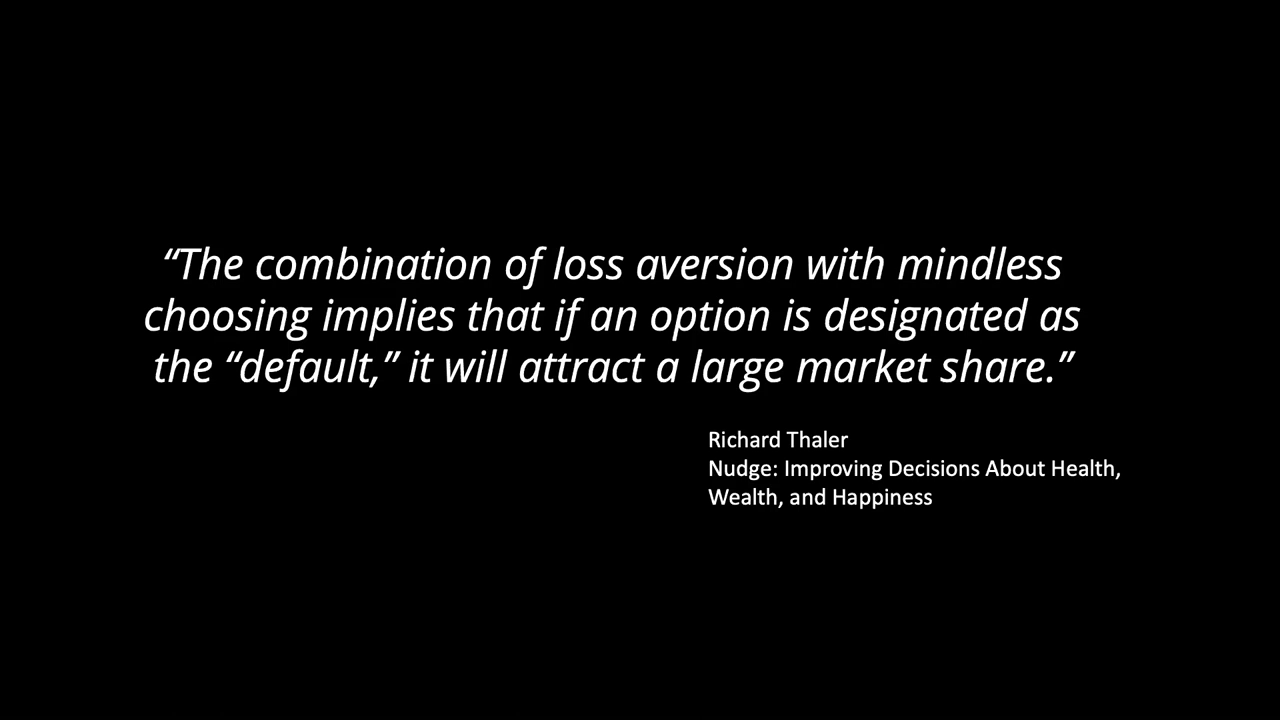 “The combination of loss aversion with mindless
choosing implies that if an option is designated as
the “default,” it will attract a large market share.”
Richard Thaler
Nudge: Improving Decisions About Health,
Wealth, and Happiness